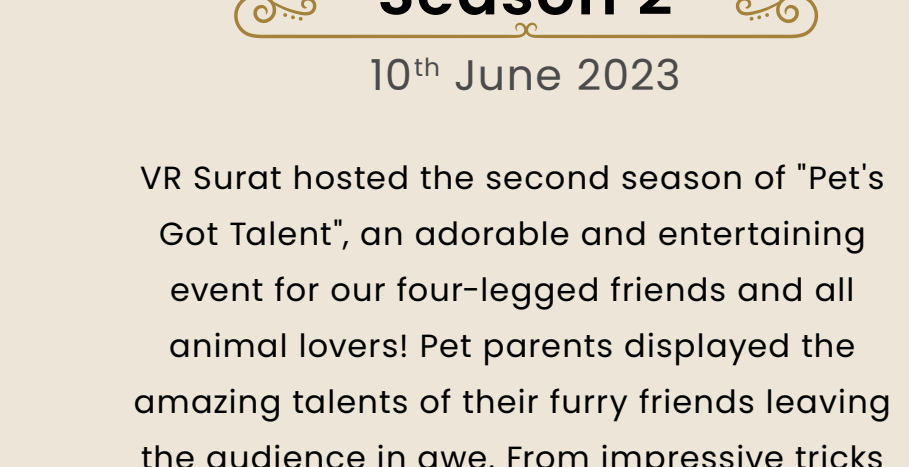 Season 2
10th June 2023
VR Surat hosted the second season of "Pet's
Got Talent", an adorable and entertaining
event for our four-legged friends and all
animal lovers! Pet parents displayed the
amazing talents of their furry friends leaving
the audience in awe. From impressive tricks